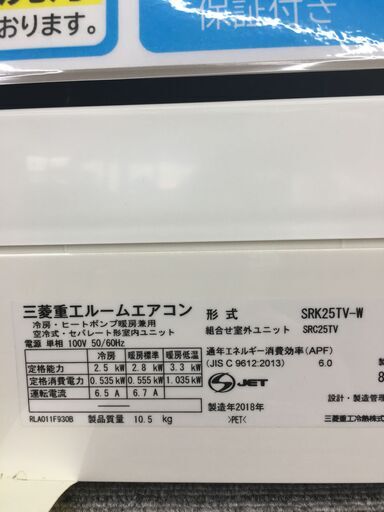 おります。
保証付き
三菱重工ルームエアコン
形 式 SRK25TV-W
冷房・ヒートポンプ暖房兼用
空冷式・セパレート形室内ユニット
組合せ室外ユニット SRC25TV
電源 単相 100V 50/60Hz
冷房 暖房標準 暖房低温
定格能力 2.5 kW 2.8 kW 3.3 kW
定格消費電力 0.535 kW 0.555 kW 1.035 kW
運転電流 6.5 A 6.7 A
通年エネルギー消費効率(APF)
(JIS C 9612:2013) 6.0
JET
設計・製造管理
製造年2018年
RLA011F930B 製品質量 10.5 kg
>PET<
三菱重工冷熱株式